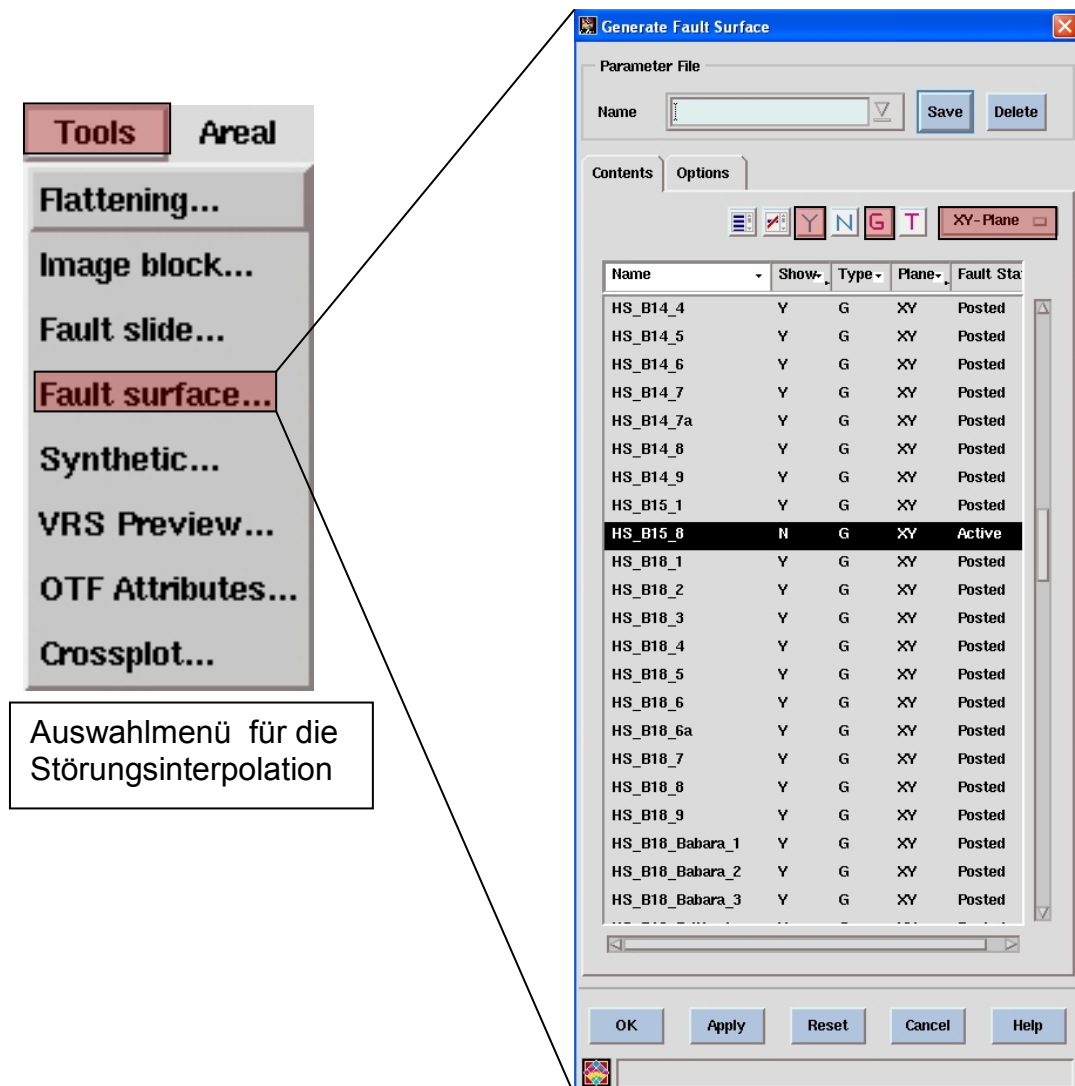 Tools Areal
Flattening...
Image block...
Fault slide...
Fault surface...
Synthetic...
VRS Preview...
OTF Attributes...
Crossplot...
Auswahlmenü für die
Störungsinterpolation
Generate Fault Surface
Parameter File
Name Save Delete
Contents Options
Y N G T XY-Plane
Name Show Type Plane Fault Sta
HS_B14_4 Y G XY Posted
HS_B14_5 Y G XY Posted
HS_B14_6 Y G XY Posted
HS_B14_7 Y G XY Posted
HS_B14_7a Y G XY Posted
HS_B14_8 Y G XY Posted
HS_B14_9 Y G XY Posted
HS_B15_1 Y G XY Posted
HS_B15_8 N G XY Active
HS_B18_1 Y G XY Posted
HS_B18_2 Y G XY Posted
HS_B18_3 Y G XY Posted
HS_B18_4 Y G XY Posted
HS_B18_5 Y G XY Posted
HS_B18_6 Y G XY Posted
HS_B18_6a Y G XY Posted
HS_B18_7 Y G XY Posted
HS_B18_8 Y G XY Posted
HS_B18_9 Y G XY Posted
HS_B18_Babara_1 Y G XY Posted
HS_B18_Babara_2 Y G XY Posted
HS_B18_Babara_3 Y G XY Posted
OK Apply Reset Cancel Help